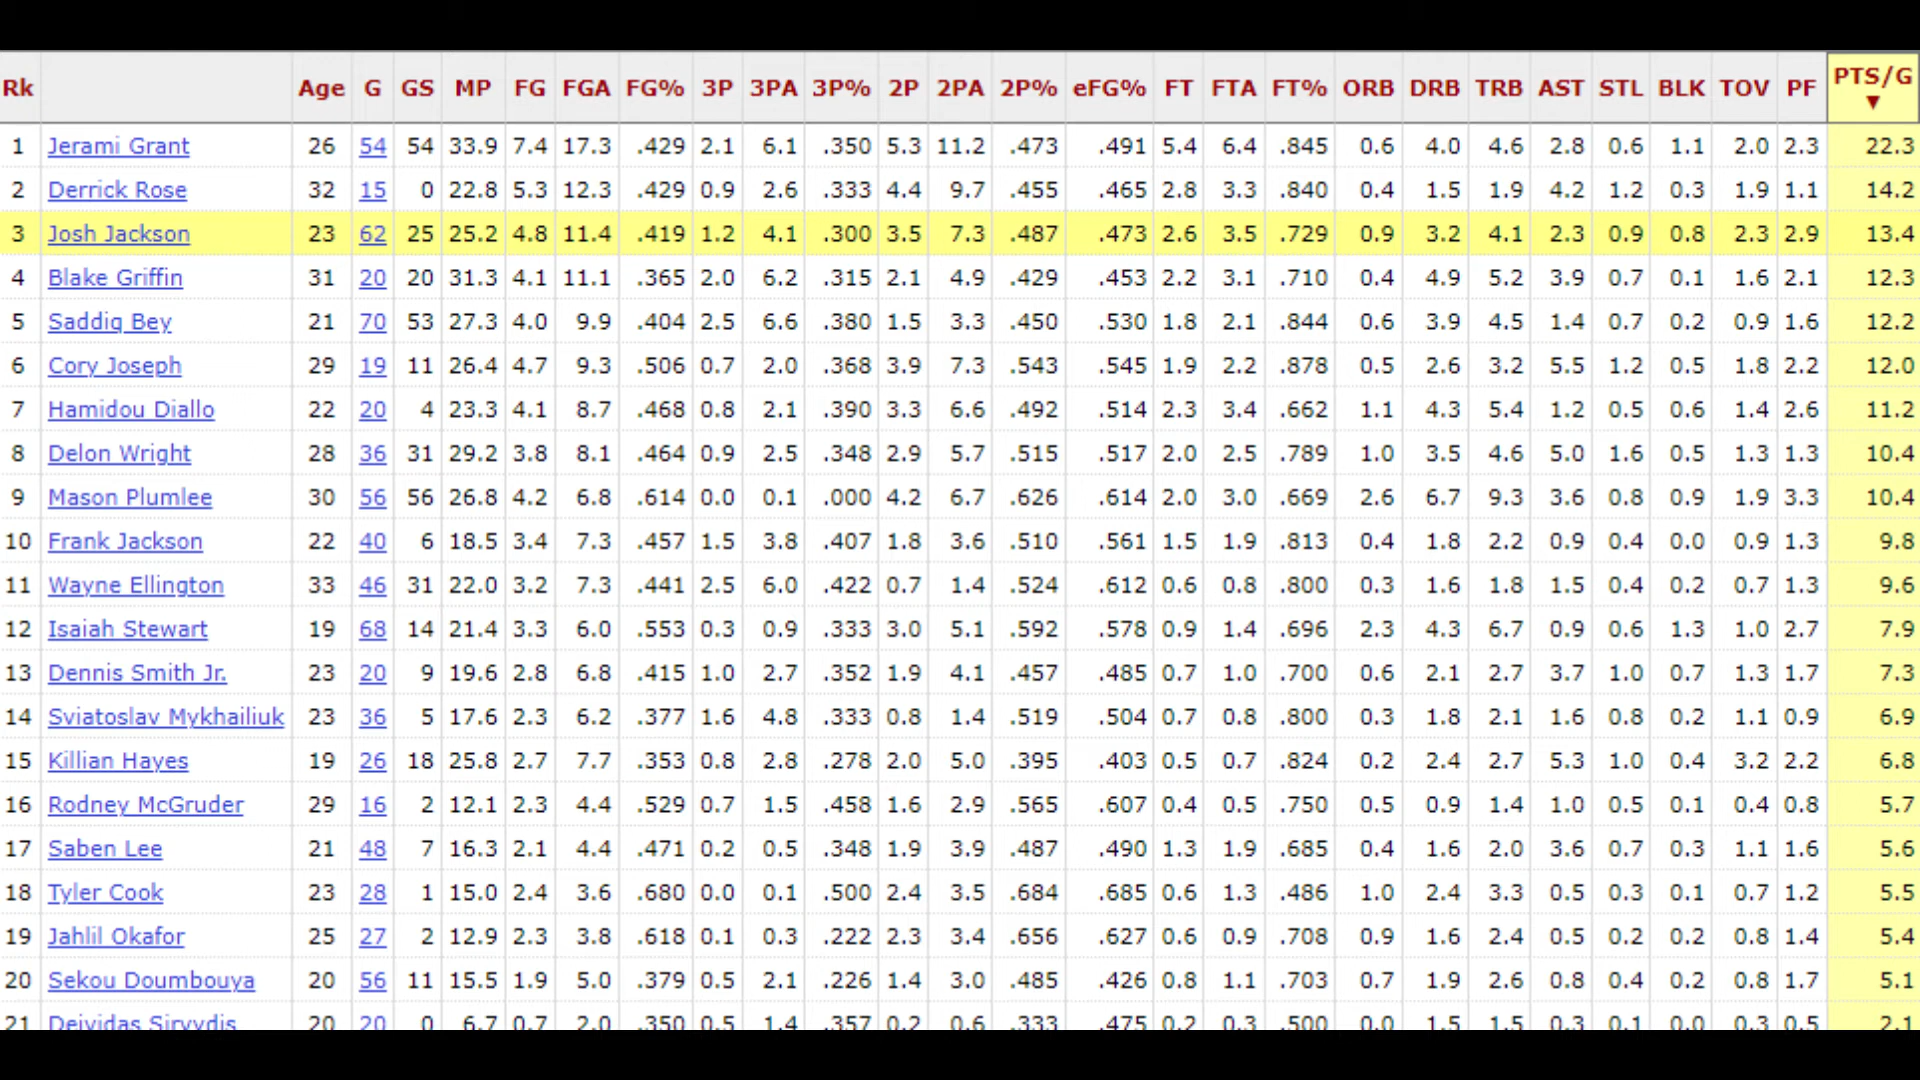 Rk Age G GS MP FG FGA FG% 3P 3PA 3P% 2P 2PA 2P% eFG% FT FTA FT% ORB DRB TRB AST STL BLK TOV PF PTS/G ▼
1 Jerami Grant 26 54 54 33.9 7.4 17.3 .429 2.1 6.1 .350 5.3 11.2 .473 .491 5.4 6.4 .845 0.6 4.0 4.6 2.8 0.6 1.1 2.0 2.3 22.3
2 Derrick Rose 32 15 0 22.8 5.3 12.3 .429 0.9 2.6 .333 4.4 9.7 .455 .465 2.8 3.3 .840 0.4 1.5 1.9 4.2 1.2 0.3 1.9 1.1 14.2
3 Josh Jackson 23 62 25 25.2 4.8 11.4 .419 1.2 4.1 .300 3.5 7.3 .487 .473 2.6 3.5 .729 0.9 3.2 4.1 2.3 0.9 0.8 2.3 2.9 13.4
4 Blake Griffin 31 20 20 31.3 4.1 11.1 .365 2.0 6.2 .315 2.1 4.9 .429 .453 2.2 3.1 .710 0.4 4.9 5.2 3.9 0.7 0.1 1.6 2.1 12.3
5 Saddiq Bey 21 70 53 27.3 4.0 9.9 .404 2.5 6.6 .380 1.5 3.3 .450 .530 1.8 2.1 .844 0.6 3.9 4.5 1.4 0.7 0.2 0.9 1.6 12.2
6 Cory Joseph 29 19 11 26.4 4.7 9.3 .506 0.7 2.0 .368 3.9 7.3 .543 .545 1.9 2.2 .878 0.5 2.6 3.2 5.5 1.2 0.5 1.8 2.2 12.0
7 Hamidou Diallo 22 20 4 23.3 4.1 8.7 .468 0.8 2.1 .390 3.3 6.6 .492 .514 2.3 3.4 .662 1.1 4.3 5.4 1.2 0.5 0.6 1.4 2.6 11.2
8 Delon Wright 28 36 31 29.2 3.8 8.1 .464 0.9 2.5 .348 2.9 5.7 .515 .517 2.0 2.5 .789 1.0 3.5 4.6 5.0 1.6 0.5 1.3 1.3 10.4
9 Mason Plumlee 30 56 56 26.8 4.2 6.8 .614 0.0 0.1 .000 4.2 6.7 .626 .614 2.0 3.0 .669 2.6 6.7 9.3 3.6 0.8 0.9 1.9 3.3 10.4
10 Frank Jackson 22 40 6 18.5 3.4 7.3 .457 1.5 3.8 .407 1.8 3.6 .510 .561 1.5 1.9 .813 0.4 1.8 2.2 0.9 0.4 0.0 0.9 1.3 9.8
11 Wayne Ellington 33 46 31 22.0 3.2 7.3 .441 2.5 6.0 .422 0.7 1.4 .524 .612 0.6 0.8 .800 0.3 1.6 1.8 1.5 0.4 0.2 0.7 1.3 9.6
12 Isaiah Stewart 19 68 14 21.4 3.3 6.0 .553 0.3 0.9 .333 3.0 5.1 .592 .578 0.9 1.4 .696 2.3 4.3 6.7 0.9 0.6 1.3 1.0 2.7 7.9
13 Dennis Smith Jr. 23 20 9 19.6 2.8 6.8 .415 1.0 2.7 .352 1.9 4.1 .457 .485 0.7 1.0 .700 0.6 2.1 2.7 3.7 1.0 0.7 1.3 1.7 7.3
14 Sviatoslav Mykhailiuk 23 36 5 17.6 2.3 6.2 .377 1.6 4.8 .333 0.8 1.4 .519 .504 0.7 0.8 .800 0.3 1.8 2.1 1.6 0.8 0.2 1.1 0.9 6.9
15 Killian Hayes 19 26 18 25.8 2.7 7.7 .353 0.8 2.8 .278 2.0 5.0 .395 .403 0.5 0.7 .824 0.2 2.4 2.7 5.3 1.0 0.4 3.2 2.2 6.8
16 Rodney McGruder 29 16 2 12.1 2.3 4.4 .529 0.7 1.5 .458 1.6 2.9 .565 .607 0.4 0.5 .750 0.5 0.9 1.4 1.0 0.5 0.1 0.4 0.8 5.7
17 Saben Lee 21 48 7 16.3 2.1 4.4 .471 0.2 0.5 .348 1.9 3.9 .487 .490 1.3 1.9 .685 0.4 1.6 2.0 3.6 0.7 0.3 1.1 1.6 5.6
18 Tyler Cook 23 28 1 15.0 2.4 3.6 .680 0.0 0.1 .500 2.4 3.5 .684 .685 0.6 1.3 .486 1.0 2.4 3.3 0.5 0.3 0.1 0.7 1.2 5.5
19 Jahlil Okafor 25 27 2 12.9 2.3 3.8 .618 0.1 0.3 .222 2.3 3.4 .656 .627 0.6 0.9 .708 0.9 1.6 2.4 0.5 0.2 0.2 0.8 1.4 5.4
20 Sekou Doumbouya 20 56 11 15.5 1.9 5.0 .379 0.5 2.1 .226 1.4 3.0 .485 .426 0.8 1.1 .703 0.7 1.9 2.6 0.8 0.4 0.2 0.8 1.7 5.1
21 Deividas Sirvydis 20 20 0 6.7 0.7 2.0 .350 0.5 1.4 .357 0.2 0.6 .333 .475 0.2 0.3 .500 0.0 1.5 1.5 0.3 0.1 0.0 0.3 0.5 2.1